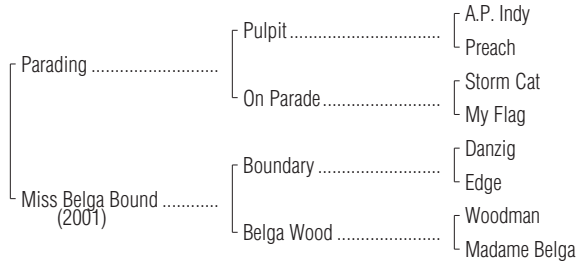 A.P. Indy
Pulpit
Preach
Parading
Storm Cat
On Parade
My Flag
Danzig
Boundary
Edge
Miss Belga Bound
(2001)
Woodman
Belga Wood
Madame Belga